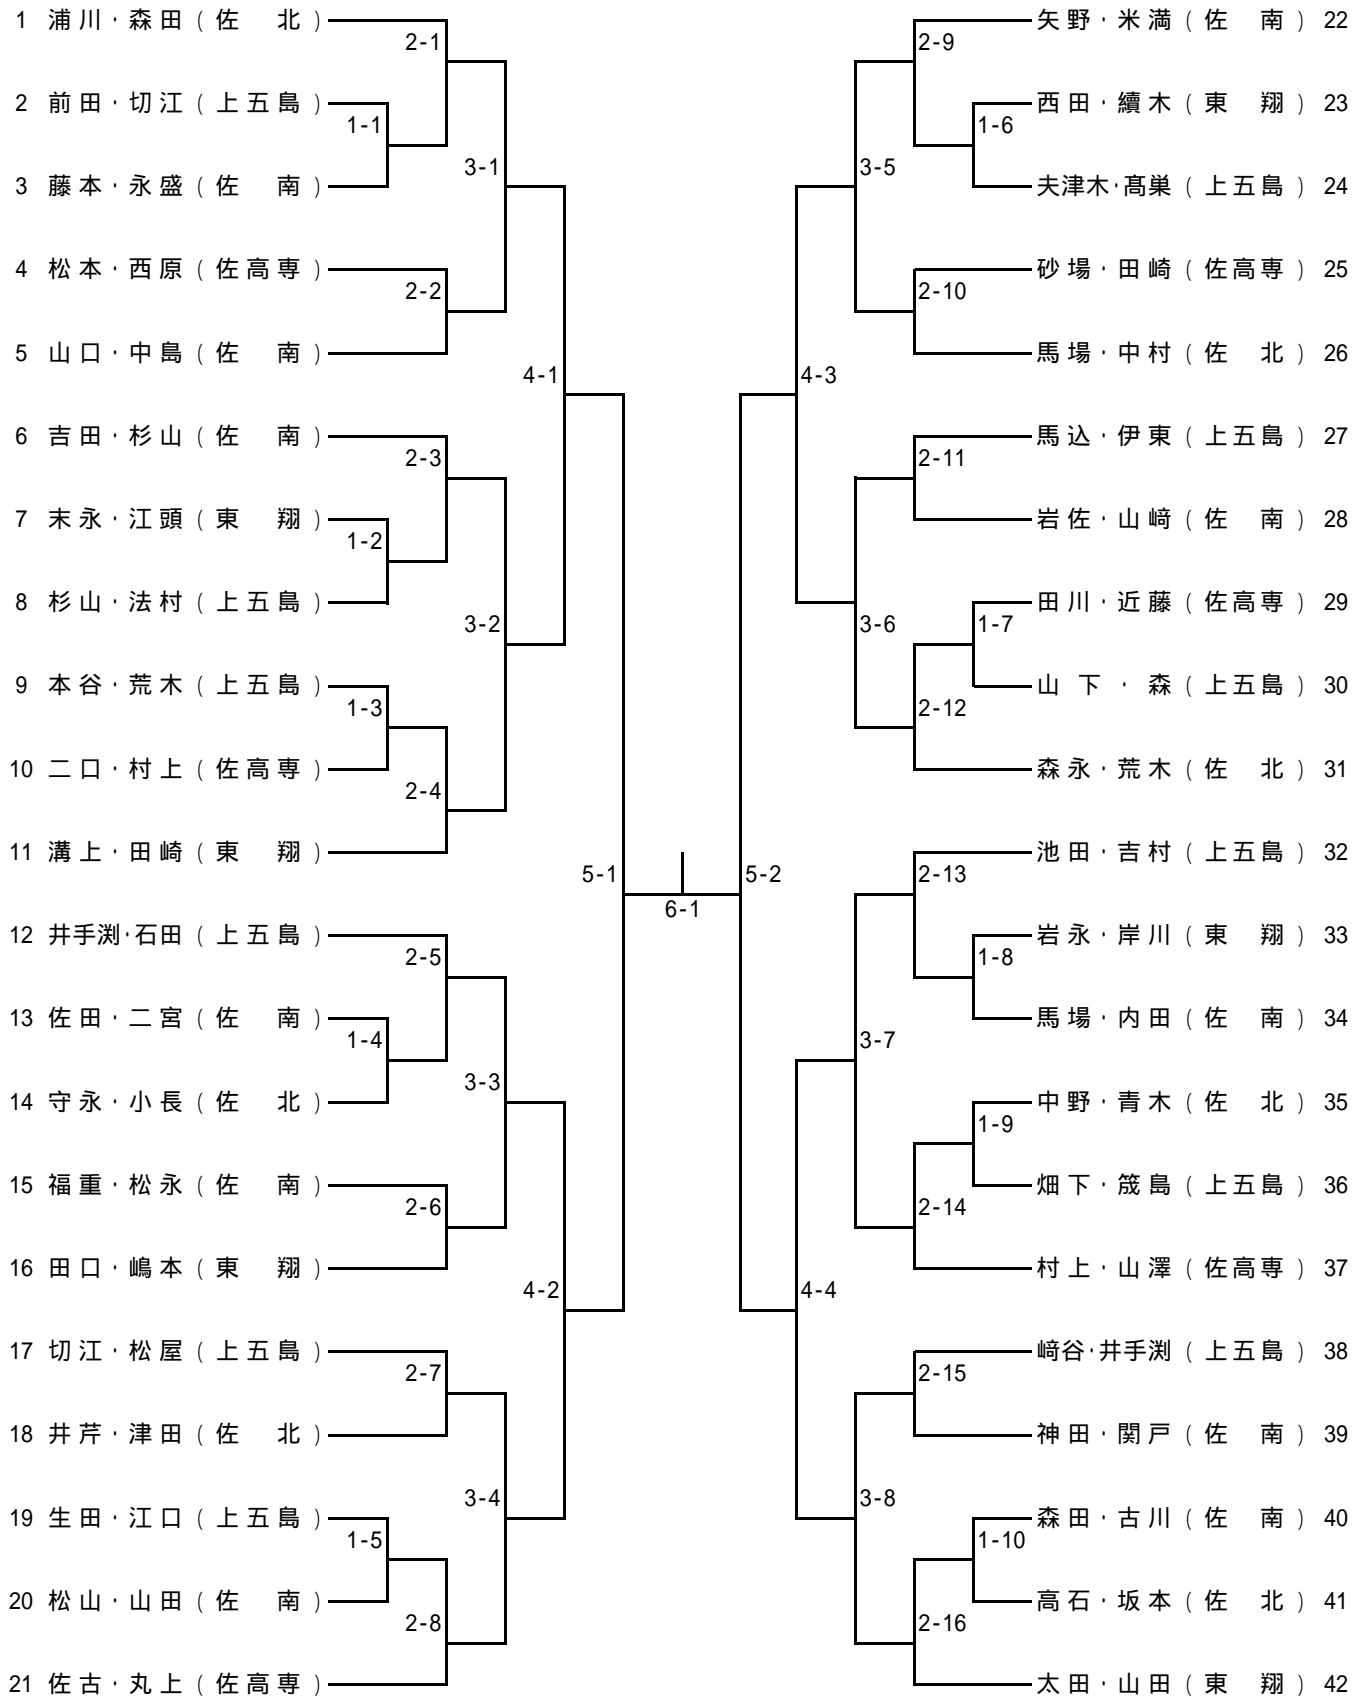 1 浦川・森田 (佐 北)
2-1
2 前田・切江 (上五島)
1-1
3 藤本・永盛 (佐 南)
3-1
4 松本・西原 (佐高専)
2-2
5 山口・中島 (佐 南)
4-1
6 吉田・杉山 (佐 南)
2-3
7 末永・江頭 (東 翔)
1-2
8 杉山・法村 (上五島)
3-2
9 本谷・荒木 (上五島)
1-3
10 二口・村上 (佐高専)
2-4
11 溝上・田崎 (東 翔)
5-1
12 井手渕・石田 (上五島)
2-5
13 佐田・二宮 (佐 南)
1-4
14 守永・小長 (佐 北)
3-3
15 福重・松永 (佐 南)
2-6
16 田口・嶋本 (東 翔)
4-2
17 切江・松屋 (上五島)
2-7
18 井芹・津田 (佐 北)
3-4
19 生田・江口 (上五島)
1-5
20 松山・山田 (佐 南)
2-8
21 佐古・丸上 (佐高専)
6-1
矢野・米満 (佐 南) 22
2-9
西田・續木 (東 翔) 23
1-6
夫津木・髙巣 (上五島) 24
3-5
砂場・田崎 (佐高専) 25
2-10
馬場・中村 (佐 北) 26
4-3
馬込・伊東 (上五島) 27
2-11
岩佐・山﨑 (佐 南) 28
3-6
田川・近藤 (佐高専) 29
1-7
山下・森 (上五島) 30
2-12
森永・荒木 (佐 北) 31
5-2
池田・吉村 (上五島) 32
2-13
岩永・岸川 (東 翔) 33
1-8
馬場・内田 (佐 南) 34
3-7
中野・青木 (佐 北) 35
1-9
畑下・筬島 (上五島) 36
2-14
村上・山澤 (佐高専) 37
4-4
﨑谷・井手渕 (上五島) 38
2-15
神田・関戸 (佐 南) 39
3-8
森田・古川 (佐 南) 40
1-10
高石・坂本 (佐 北) 41
2-16
太田・山田 (東 翔) 42